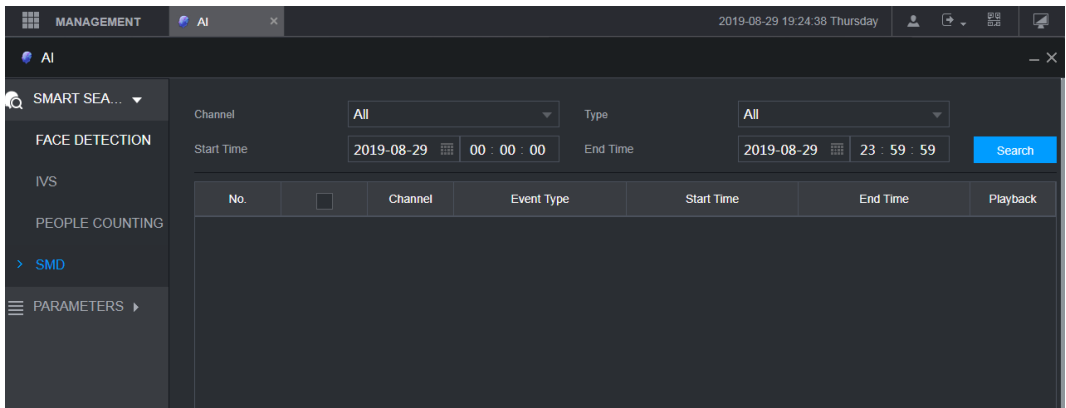 MANAGEMENT AI × 2019-08-29 19:24:38 Thursday
AI
SMART SEA...
FACE DETECTION
IVS
PEOPLE COUNTING
SMD
PARAMETERS
Channel All Type All
Start Time 2019-08-29 00 : 00 : 00 End Time 2019-08-29 23 : 59 : 59 Search
No. Channel Event Type Start Time End Time Playback